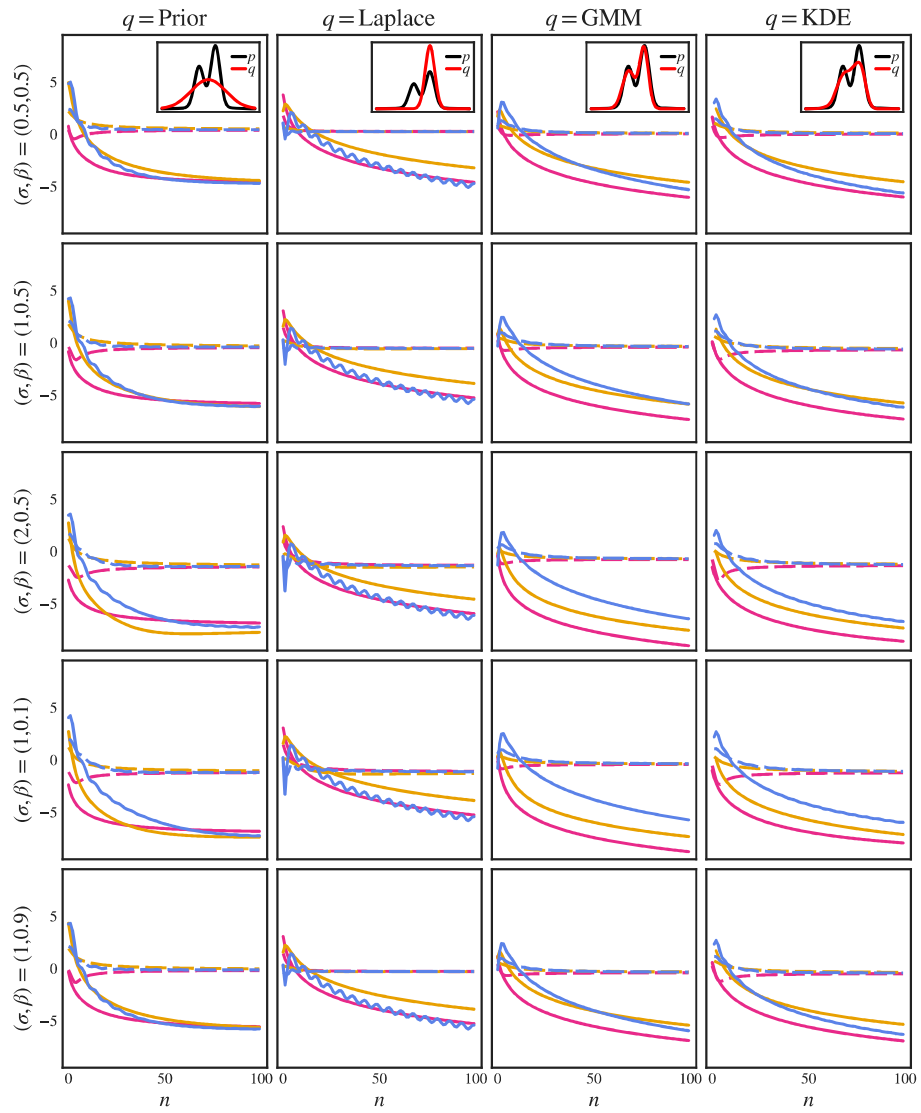 q = Prior q = Laplace q = GMM q = KDE
p p p p
q q q q
(σ,β) = (0.5,0.5) 5 0 −5
(σ,β) = (1,0.5) 5 0 −5
(σ,β) = (2,0.5) 5 0 −5
(σ,β) = (1,0.1) 5 0 −5
(σ,β) = (1,0.9) 5 0 −5
0 100 0 50 100 0 50 100 0 50 100
n n n n